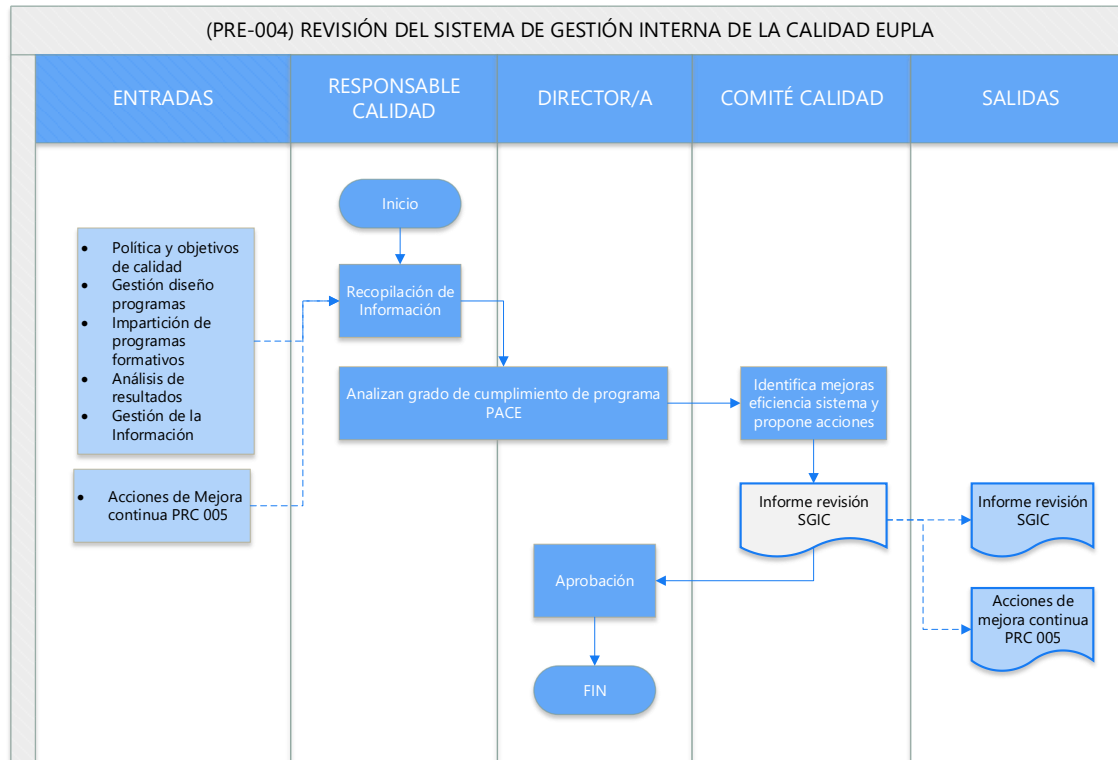 (PRE-004) REVISIÓN DEL SISTEMA DE GESTIÓN INTERNA DE LA CALIDAD EUPLA
ENTRADAS
RESPONSABLE
CALIDAD
DIRECTOR/A
COMITÉ CALIDAD
SALIDAS
Inicio
• Política y objetivos
de calidad
• Gestión diseño
programas
• Impartición de
programas
formativos
• Análisis de
resultados
• Gestión de la
Información
Recopilación de
Información
Analizan grado de cumplimiento de programa
PACE
Identifica mejoras
eficiencia sistema y
propone acciones
• Acciones de Mejora
continua PRC 005
Informe revisión
SGIC
Informe revisión
SGIC
Aprobación
Acciones de
mejora continua
PRC 005
FIN